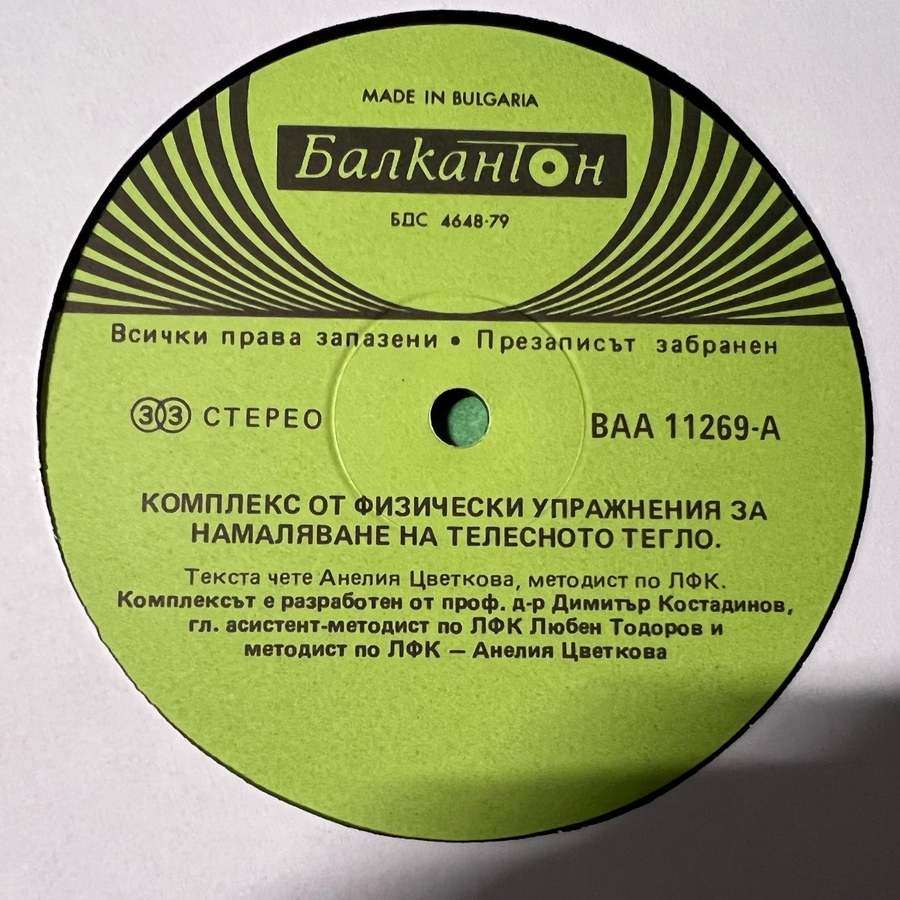 MADE IN BULGARIA
Балкантон
БДС 4648-79
Всички права запазени • Презаписът забранен
33 СТЕРЕО ВАА 11269-А
КОМПЛЕКС ОТ ФИЗИЧЕСКИ УПРАЖНЕНИЯ ЗА
НАМАЛЯВАНЕ НА ТЕЛЕСНОТО ТЕГЛО.
Текста чете Анелия Цветкова, методист по ЛФК.
Комплексът е разработен от проф. д-р Димитър Костадинов,
гл. асистент-методист по ЛФК Любен Тодоров и
методист по ЛФК — Анелия Цветкова